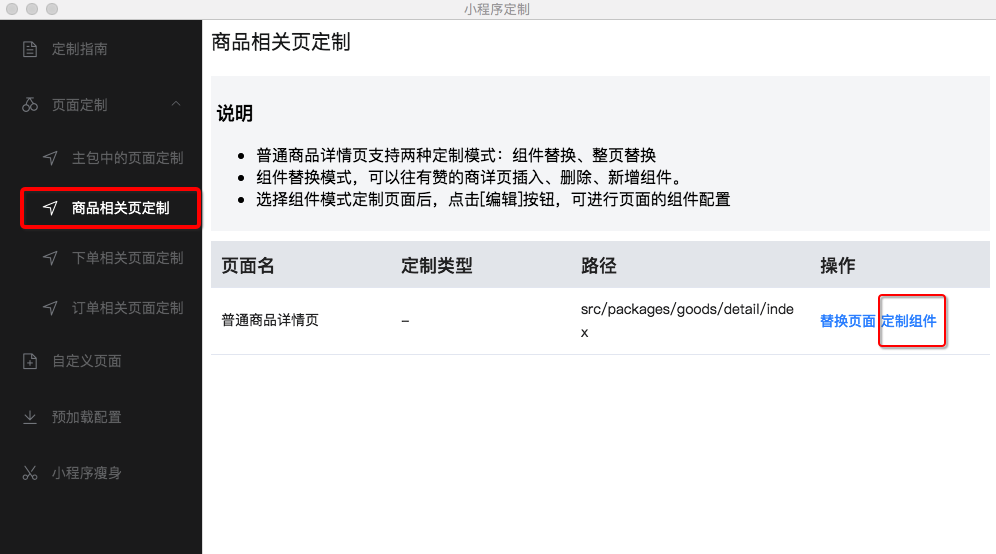 小程序定制
定制指南
页面定制
主包中的页面定制
商品相关页定制
下单相关页面定制
订单相关页面定制
自定义页面
预加载配置
小程序瘦身
商品相关页定制
说明
普通商品详情页支持两种定制模式：组件替换、整页替换
组件替换模式，可以往有赞的商详页插入、删除、新增组件。
选择组件模式定制页面后，点击[编辑]按钮，可进行页面的组件配置
页面名 定制类型 路径 操作
普通商品详情页 – src/packages/goods/detail/inde 替换页面 定制组件
x